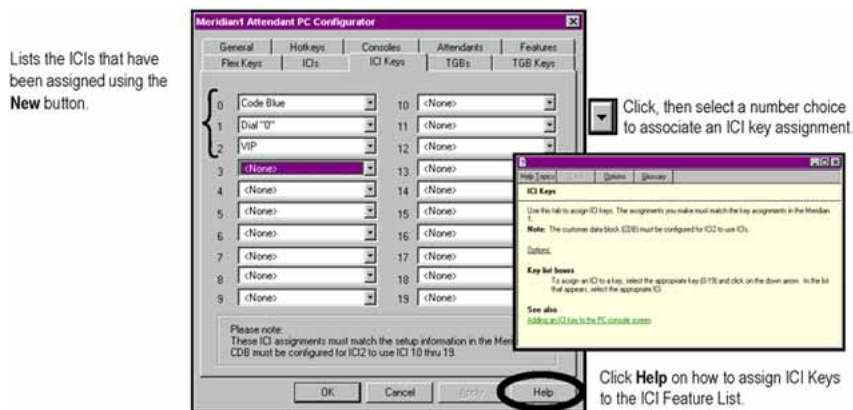 Meridian1 Attendant PC Configurator
General Hotkeys Consoles Attendants Features
Flex Keys ICIs ICI Keys TGBs TGB Keys
Lists the ICIs that have
been assigned using the
New button.
0 Code Blue
1 Dial "0"
2 VIP
3 <None>
4 <None>
5 <None>
6 <None>
7 <None>
8 <None>
9 <None>
10 <None>
11 <None>
12 <None>
13 <None>
14 <None>
15 <None>
16 <None>
17 <None>
18 <None>
19 <None>
Click, then select a number choice
to associate an ICI key assignment.
Help Topics Options Glossary
ICI Keys
Use this tab to assign ICI keys. The assignments you make must match the key assignments in the Meridian
1.
Note: The customer data block (CDB) must be configured for ICI2 to use ICIs.
Options:
Key list boxes
To assign an ICI to a key, select the appropriate key (0-19) and click on the down arrow. In the list
that appears, select the appropriate ICI.
See also
Adding an ICI key to the PC console screen
Please note:
These ICI assignments must match the setup information in the Meri
CDB must be configured for ICI2 to use ICI 10 thru 19.
OK Cancel Apply Help
Click Help on how to assign ICI Keys
to the ICI Feature List.